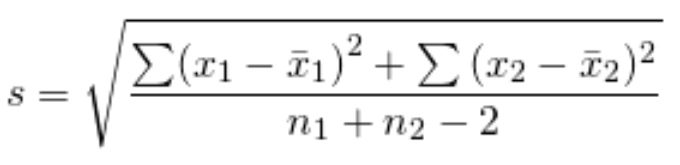 s = \sqrt{\frac{\sum (x_1 - \bar{x}_1)^2 + \sum (x_2 - \bar{x}_2)^2}{n_1 + n_2 - 2}}